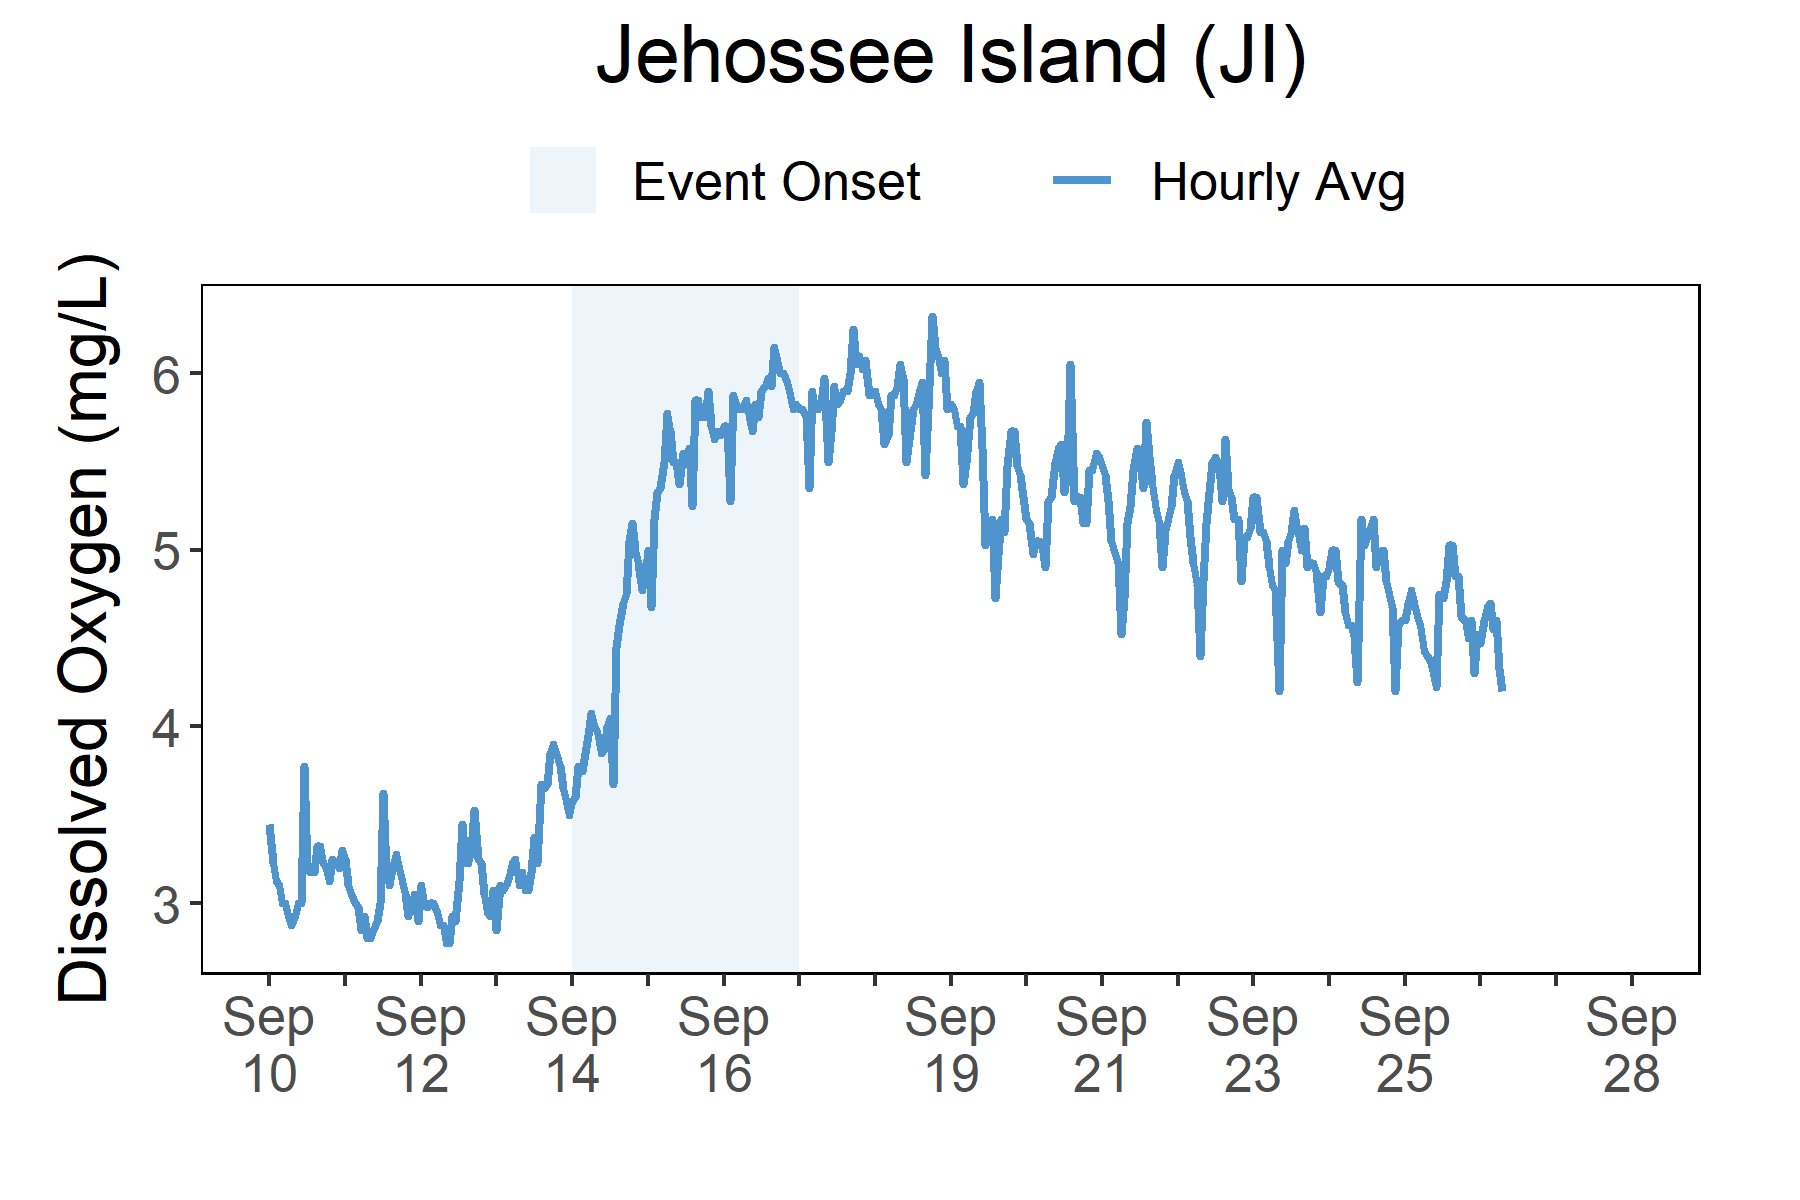 Jehossee Island (JI)
Event Onset Hourly Avg
Dissolved Oxygen (mg/L)
6
5
4
3
Sep Sep Sep Sep Sep Sep Sep Sep Sep
10 12 14 16 19 21 23 25 28